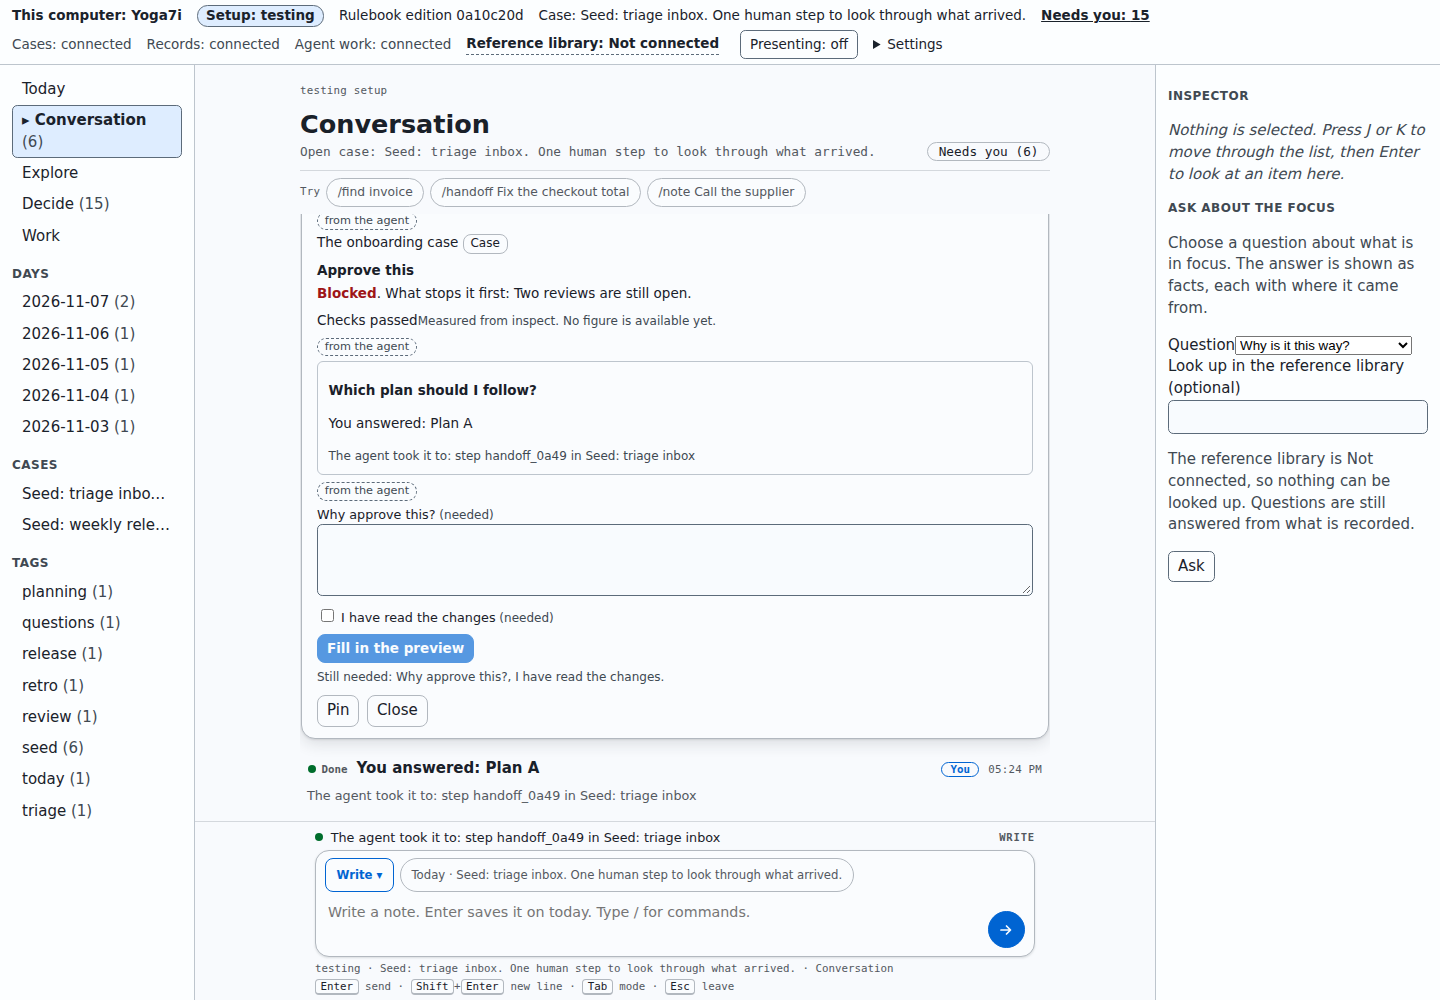 This computer: Yoga7i Setup: testing Rulebook edition 0a10c20d Case: Seed: triage inbox. One human step to look through what arrived. Needs you: 15
Cases: connected Records: connected Agent work: connected Reference library: Not connected Presenting: off ▶ Settings
Today
▸ Conversation
(6)
Explore
Decide (15)
Work
DAYS
2026-11-07 (2)
2026-11-06 (1)
2026-11-05 (1)
2026-11-04 (1)
2026-11-03 (1)
CASES
Seed: triage inbo…
Seed: weekly rele…
TAGS
planning (1)
questions (1)
release (1)
retro (1)
review (1)
seed (6)
today (1)
triage (1)
testing setup
Conversation
Open case: Seed: triage inbox. One human step to look through what arrived. Needs you (6)
Try /find invoice /handoff Fix the checkout total /note Call the supplier
from the agent
The onboarding case Case
Approve this
Blocked. What stops it first: Two reviews are still open.
Checks passedMeasured from inspect. No figure is available yet.
from the agent
Which plan should I follow?
You answered: Plan A
The agent took it to: step handoff_0a49 in Seed: triage inbox
from the agent
Why approve this? (needed)
I have read the changes (needed)
Fill in the preview
Still needed: Why approve this?, I have read the changes.
Pin Close
Done You answered: Plan A You 05:24 PM
The agent took it to: step handoff_0a49 in Seed: triage inbox
The agent took it to: step handoff_0a49 in Seed: triage inbox WRITE
Write ▾ Today · Seed: triage inbox. One human step to look through what arrived.
Write a note. Enter saves it on today. Type / for commands.
→
testing · Seed: triage inbox. One human step to look through what arrived. · Conversation
Enter send · Shift+Enter new line · Tab mode · Esc leave
INSPECTOR
Nothing is selected. Press J or K to
move through the list, then Enter
to look at an item here.
ASK ABOUT THE FOCUS
Choose a question about what is
in focus. The answer is shown as
facts, each with where it came
from.
Question Why is it this way?
Look up in the reference library
(optional)
The reference library is Not
connected, so nothing can be
looked up. Questions are still
answered from what is recorded.
Ask